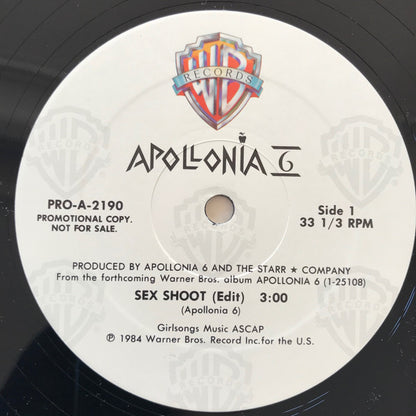 WB
RECORDS
APOLLONIA 6
PRO-A-2190
PROMOTIONAL COPY.
NOT FOR SALE.
Side 1
33 1/3 RPM
PRODUCED BY APOLLONIA 6 AND THE STARR ★ COMPANY
From the forthcoming Warner Bros. album APOLLONIA 6 (1-25108)
SEX SHOOT (Edit) 3:00
(Apollonia 6)
Girlsongs Music ASCAP
℗ 1984 Warner Bros. Record Inc.for the U.S.